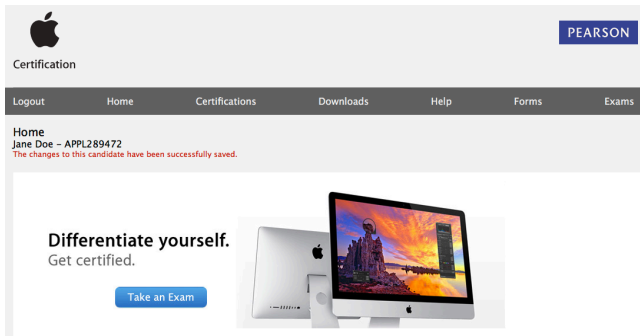 PEARSON
Certification
Logout Home Certifications Downloads Help Forms Exams
Home
Jane Doe – APPL289472
The changes to this candidate have been successfully saved.
Differentiate yourself.
Get certified.
Take an Exam